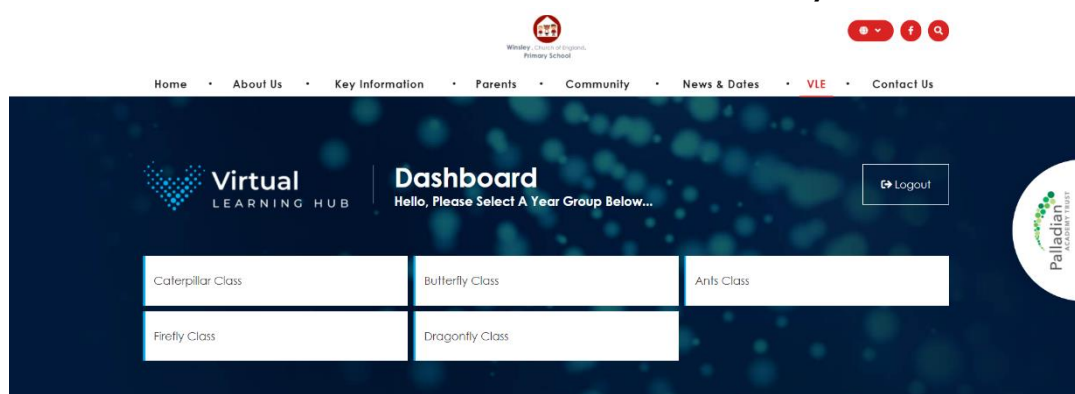 Winsley, Church of England,
Primary School
Home · About Us · Key Information · Parents · Community · News & Dates · VLE · Contact Us
Virtual
LEARNING HUB
Dashboard
Hello, Please Select A Year Group Below...
Logout
Palladian
ACADEMY TRUST
Caterpillar Class
Butterfly Class
Ants Class
Firefly Class
Dragonfly Class